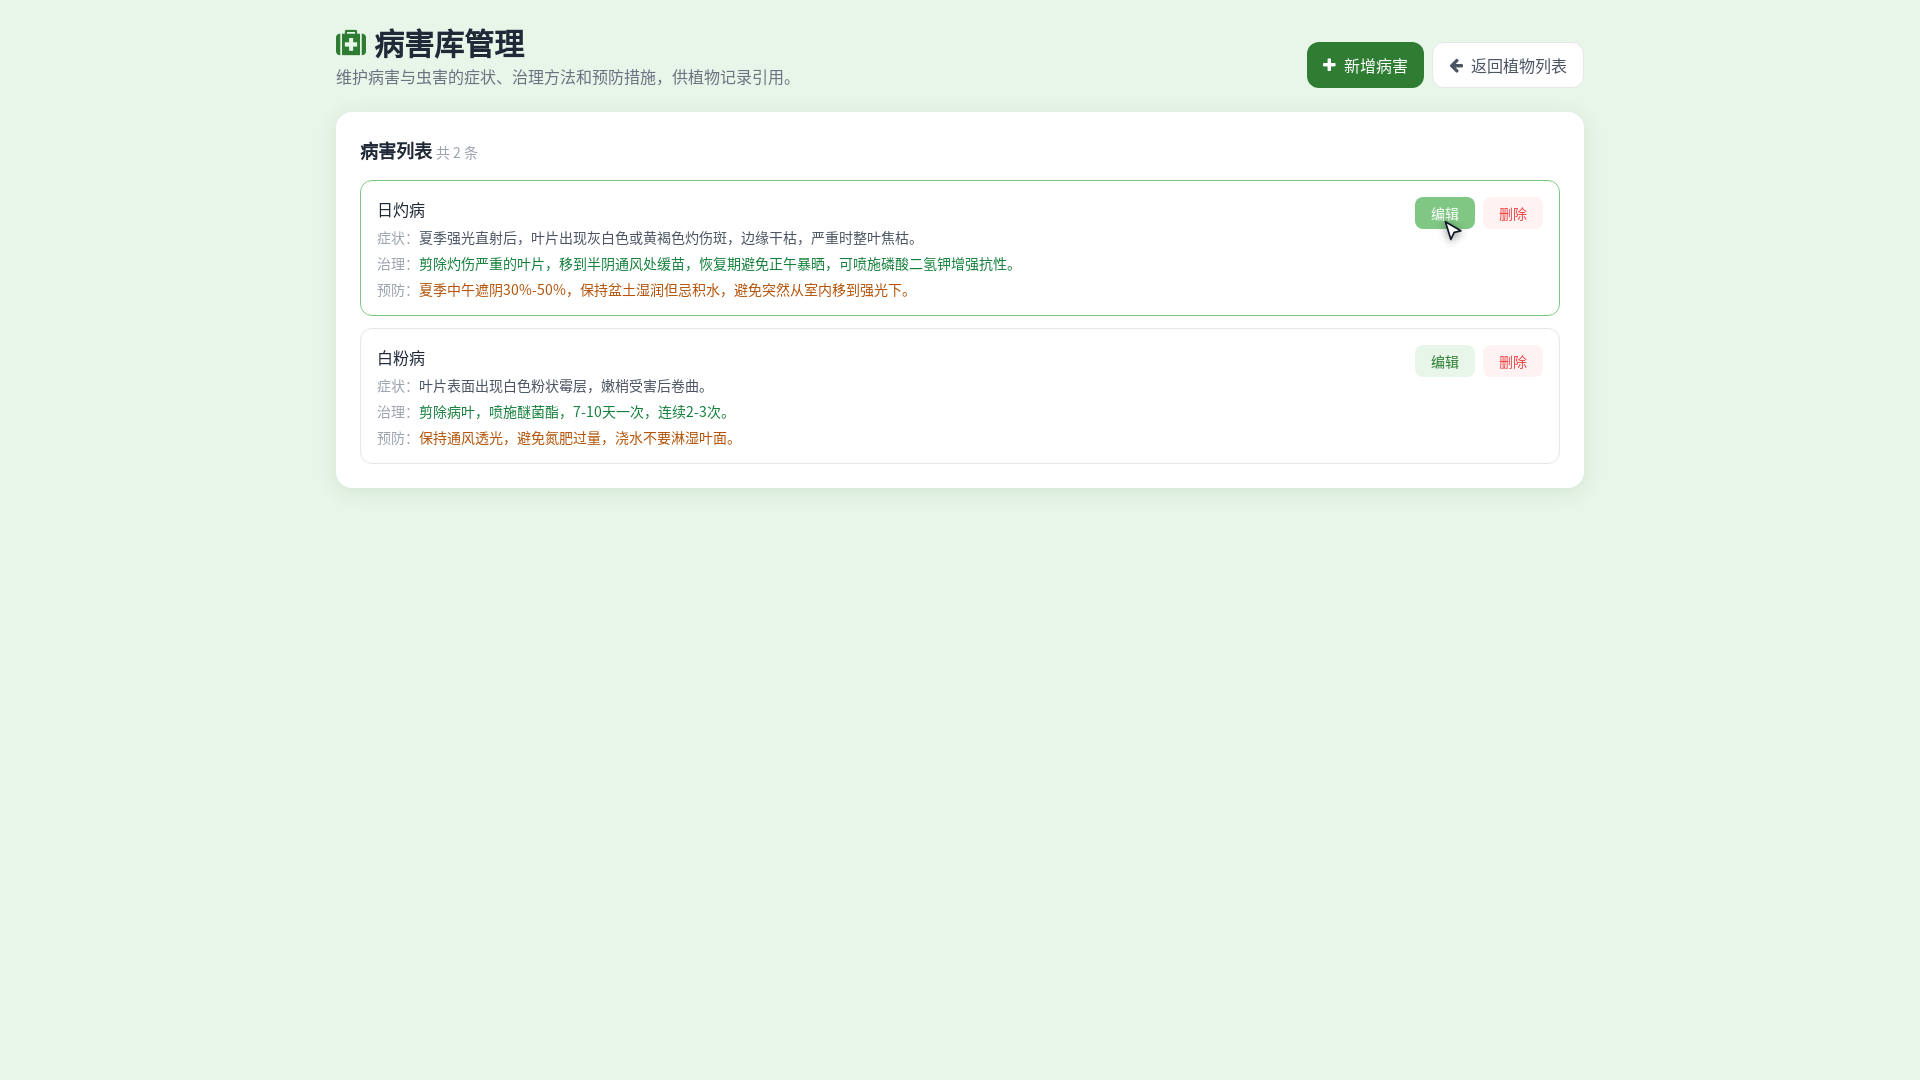 病害库管理
维护病害与虫害的症状、治理方法和预防措施，供植物记录引用。
新增病害
返回植物列表
病害列表 共 2 条
日灼病
编辑
删除
症状：夏季强光直射后，叶片出现灰白色或黄褐色灼伤斑，边缘干枯，严重时整叶焦枯。
治理：剪除灼伤严重的叶片，移到半阴通风处缓苗，恢复期避免正午暴晒，可喷施磷酸二氢钾增强抗性。
预防：夏季中午遮阴30%-50%，保持盆土湿润但忌积水，避免突然从室内移到强光下。
白粉病
编辑
删除
症状：叶片表面出现白色粉状霉层，嫩梢受害后卷曲。
治理：剪除病叶，喷施醚菌酯，7-10天一次，连续2-3次。
预防：保持通风透光，避免氮肥过量，浇水不要淋湿叶面。